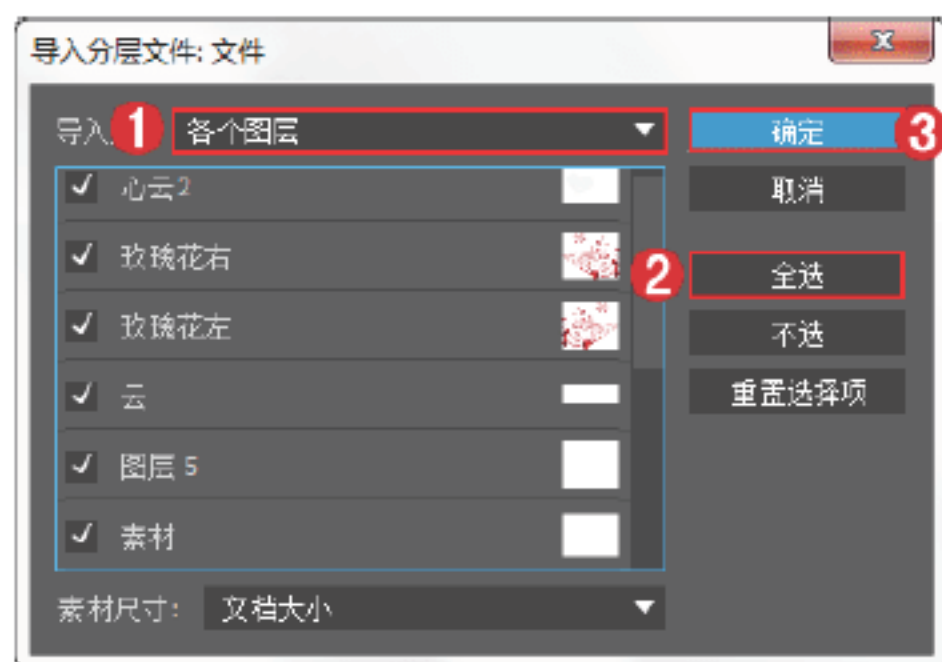 导入分层文件: 文件
导入 1 各个图层 确定 3
心云2 取消
玫瑰花右
2 全选
玫瑰花左 不选
云 重置选择项
图层 5
素材
素材尺寸: 文档大小